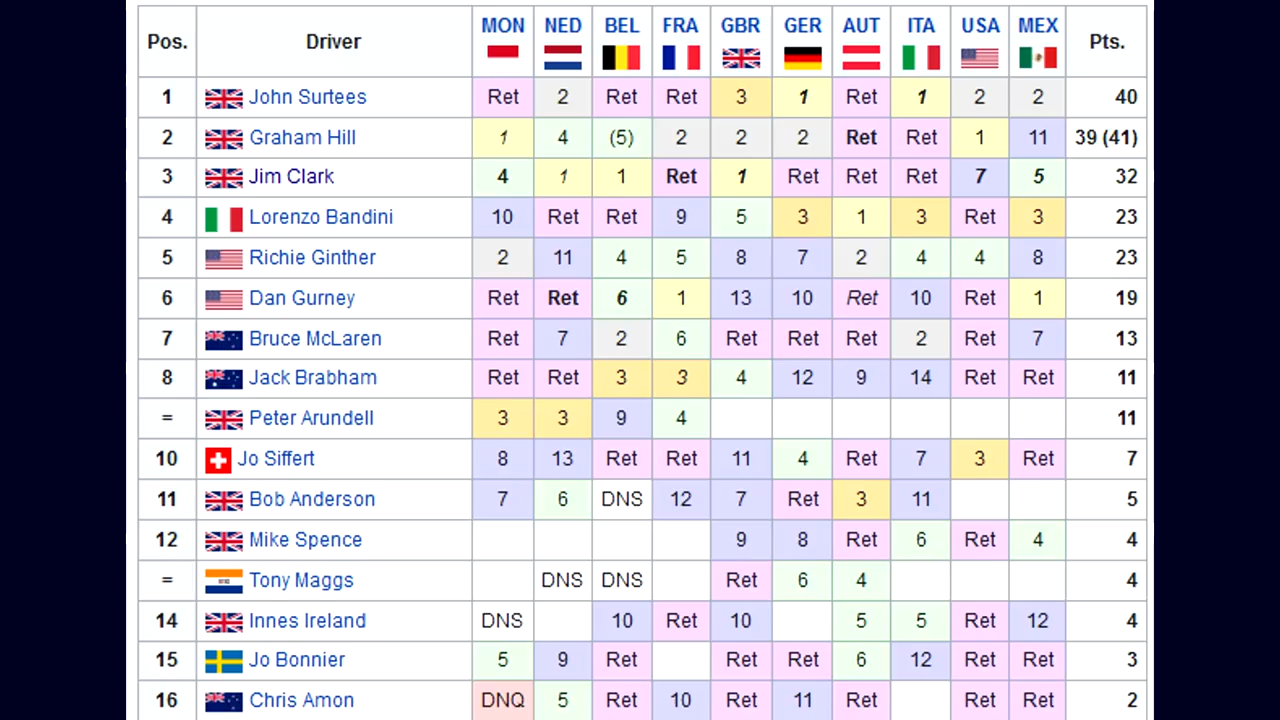 Pos. Driver MON NED BEL FRA GBR GER AUT ITA USA MEX Pts.
1 John Surtees Ret 2 Ret Ret 3 1 Ret 1 2 2 40
2 Graham Hill 1 4 (5) 2 2 2 Ret Ret 1 11 39 (41)
3 Jim Clark 4 1 1 Ret 1 Ret Ret Ret 7 5 32
4 Lorenzo Bandini 10 Ret Ret 9 5 3 1 3 Ret 3 23
5 Richie Ginther 2 11 4 5 8 7 2 4 4 8 23
6 Dan Gurney Ret Ret 6 1 13 10 Ret 10 Ret 1 19
7 Bruce McLaren Ret 7 2 6 Ret Ret Ret 2 Ret 7 13
8 Jack Brabham Ret Ret 3 3 4 12 9 14 Ret Ret 11
= Peter Arundell 3 3 9 4 11
10 Jo Siffert 8 13 Ret Ret 11 4 Ret 7 3 Ret 7
11 Bob Anderson 7 6 DNS 12 7 Ret 3 11 5
12 Mike Spence 9 8 Ret 6 Ret 4 4
= Tony Maggs DNS DNS Ret 6 4 4
14 Innes Ireland DNS 10 Ret 10 5 5 Ret 12 4
15 Jo Bonnier 5 9 Ret Ret Ret 6 12 Ret Ret 3
16 Chris Amon DNQ 5 Ret 10 Ret 11 Ret Ret Ret 2